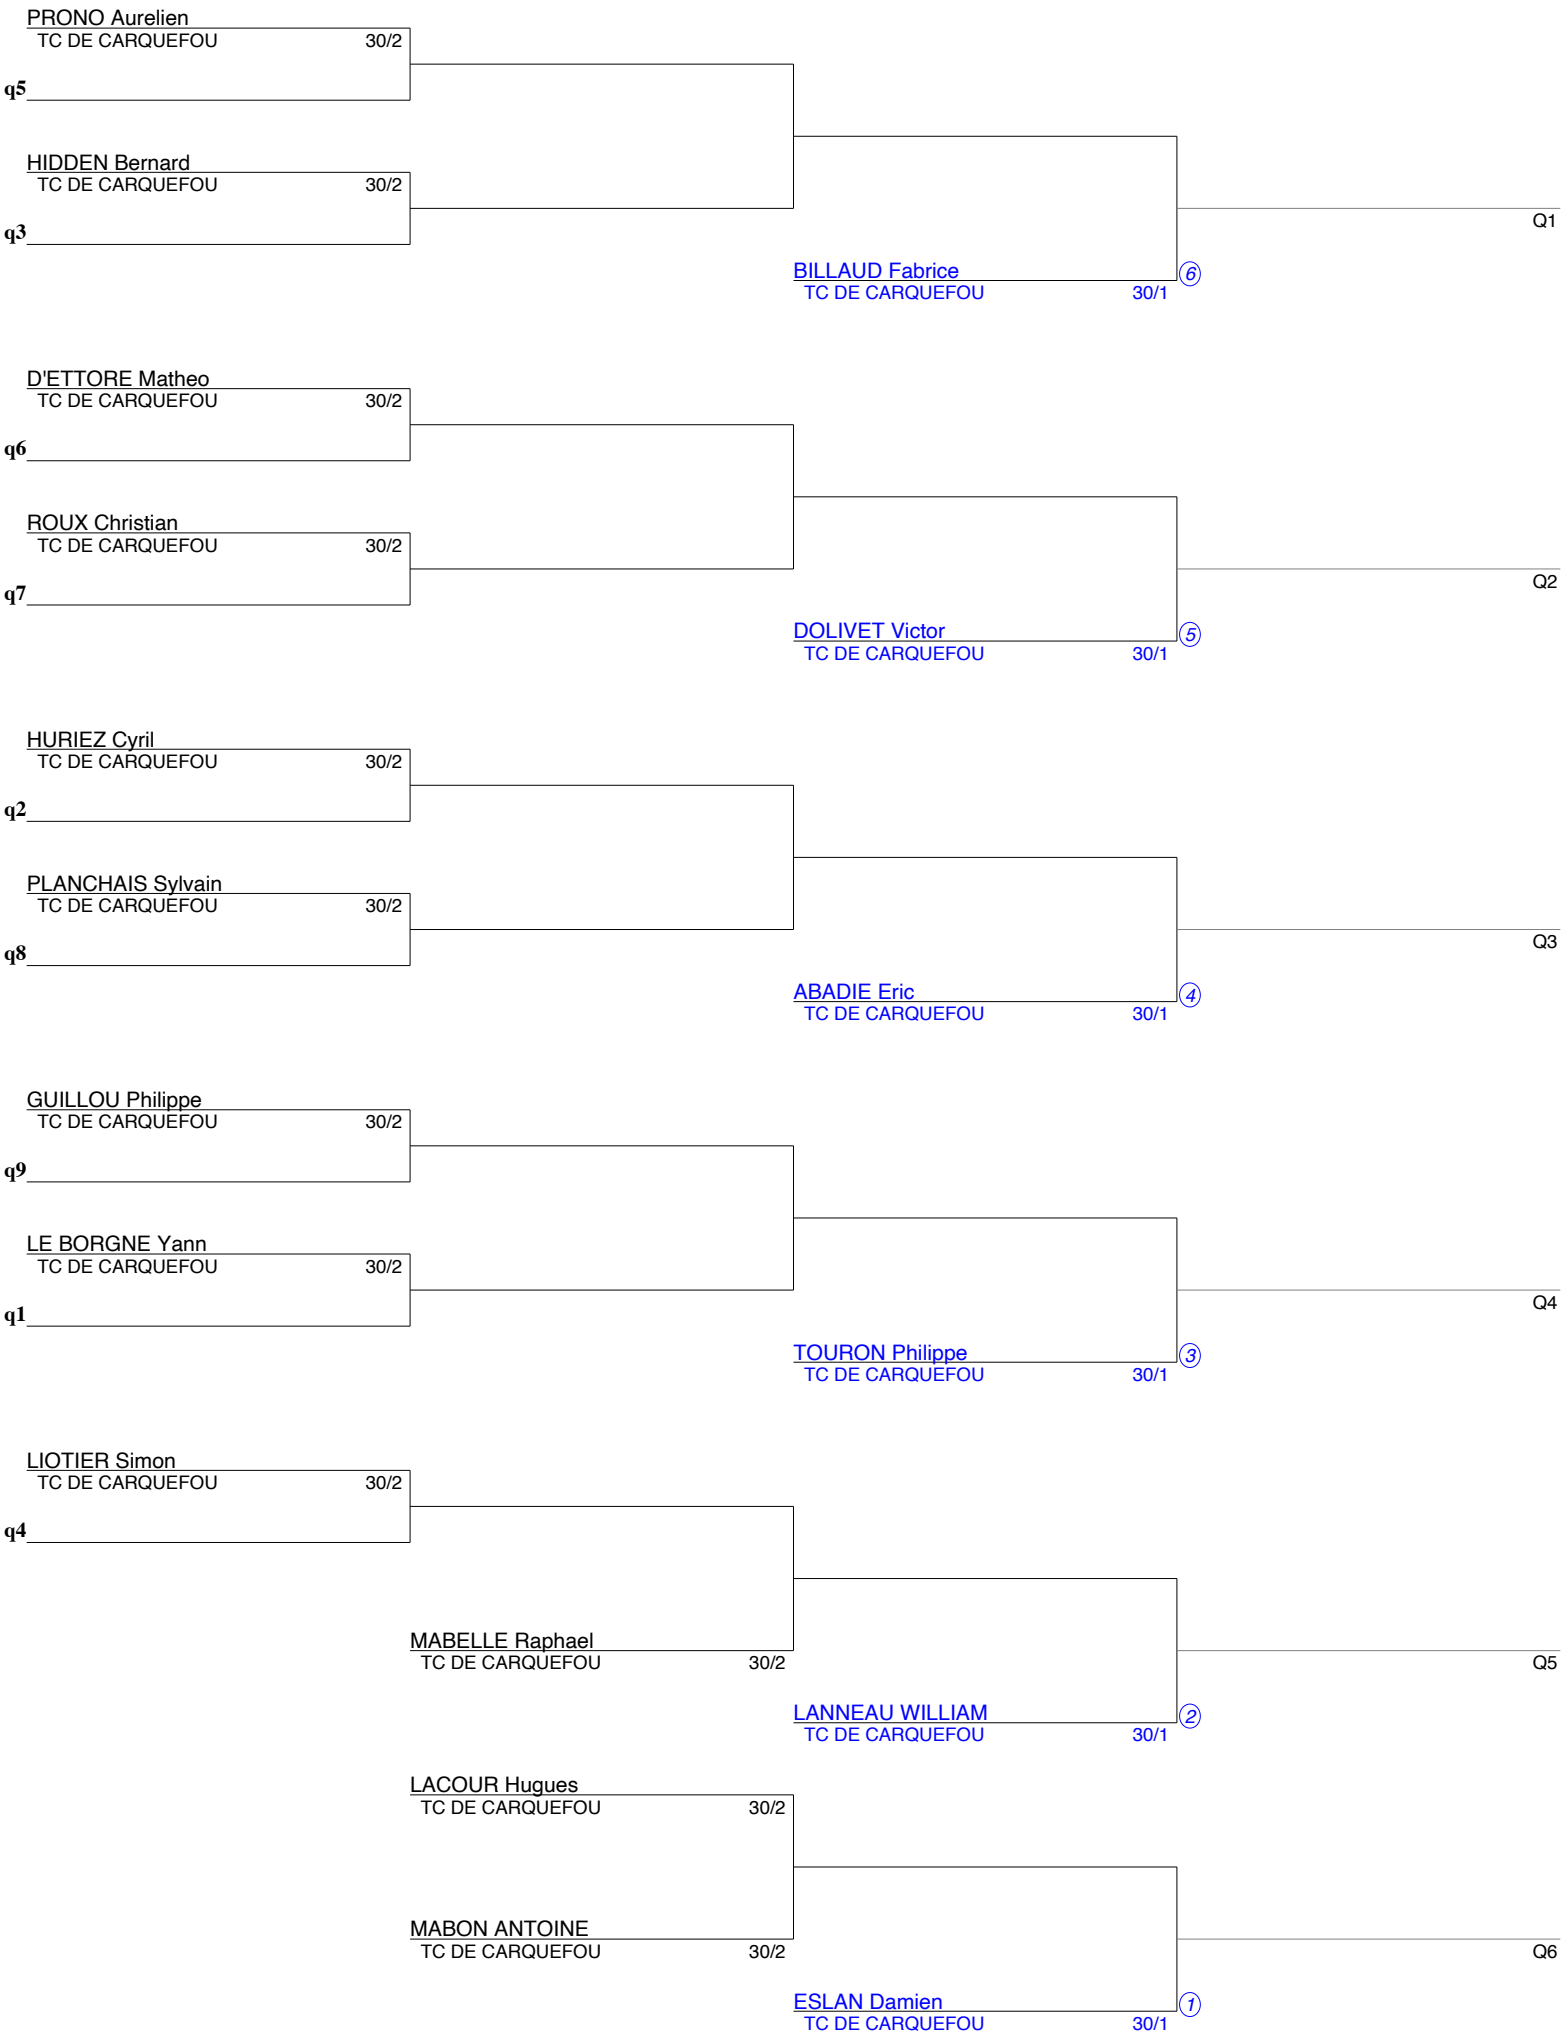 PRONO Aurelien
TC DE CARQUEFOU 30/2
q5
HIDDEN Bernard
TC DE CARQUEFOU 30/2
q3
Q1
BILLAUD Fabrice 6
TC DE CARQUEFOU 30/1
D'ETTORE Matheo
TC DE CARQUEFOU 30/2
q6
ROUX Christian
TC DE CARQUEFOU 30/2
q7
Q2
DOLIVET Victor 5
TC DE CARQUEFOU 30/1
HURIEZ Cyril
TC DE CARQUEFOU 30/2
q2
PLANCHAIS Sylvain
TC DE CARQUEFOU 30/2
q8
Q3
ABADIE Eric 4
TC DE CARQUEFOU 30/1
GUILLOU Philippe
TC DE CARQUEFOU 30/2
q9
LE BORGNE Yann
TC DE CARQUEFOU 30/2
q1
Q4
TOURON Philippe 3
TC DE CARQUEFOU 30/1
LIOTIER Simon
TC DE CARQUEFOU 30/2
q4
MABELLE Raphael
TC DE CARQUEFOU 30/2
Q5
LANNEAU WILLIAM 2
TC DE CARQUEFOU 30/1
LACOUR Hugues
TC DE CARQUEFOU 30/2
MABON ANTOINE
TC DE CARQUEFOU 30/2
Q6
ESLAN Damien 1
TC DE CARQUEFOU 30/1